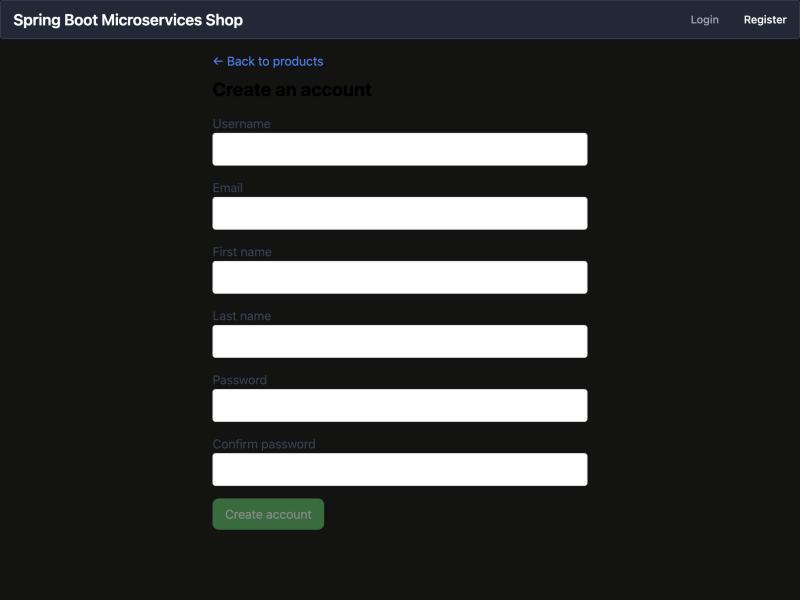 Spring Boot Microservices Shop
Login
Register
← Back to products
Create an account
Username
Email
First name
Last name
Password
Confirm password
Create account